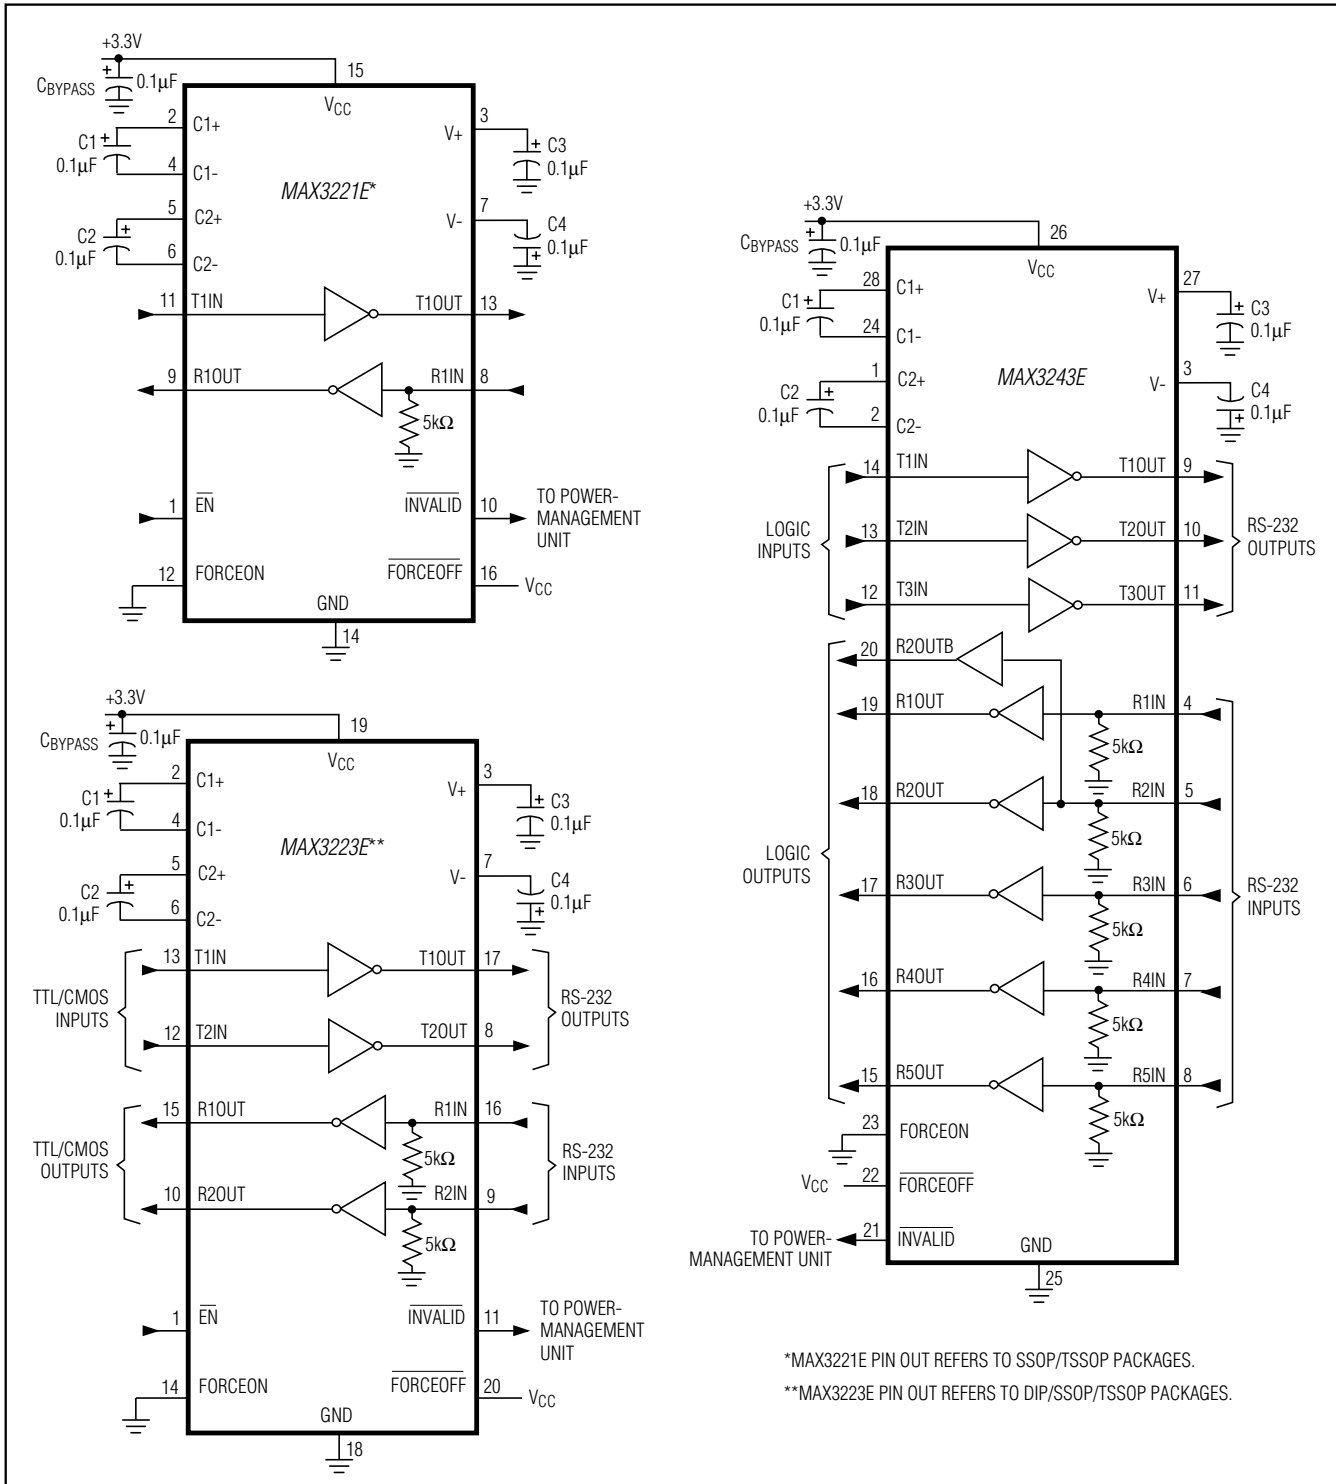 +3.3V
CBYPASS
+
0.1µF
15
VCC
2
C1+
C1
+
0.1µF
4
C1-
3
V+
+
C3
0.1µF
MAX3221E*
5
C2+
C2
+
0.1µF
6
C2-
7
V-
C4
0.1µF
+
11 T1IN
T1OUT 13
9 R1OUT
R1IN 8
5kΩ
1 EN
INVALID 10
TO POWER-
MANAGEMENT
UNIT
12 FORCEON
FORCEOFF 16
VCC
GND
14
+3.3V
CBYPASS
+
0.1µF
19
VCC
2
C1+
C1
+
0.1µF
4
C1-
3
V+
+
C3
0.1µF
MAX3223E**
5
C2+
C2
+
0.1µF
6
C2-
7
V-
C4
0.1µF
+
TTL/CMOS
INPUTS
13 T1IN
T1OUT 17
12 T2IN
T2OUT 8
RS-232
OUTPUTS
TTL/CMOS
OUTPUTS
15 R1OUT
R1IN 16
5kΩ
10 R2OUT
R2IN 9
5kΩ
RS-232
INPUTS
1 EN
INVALID 11
TO POWER-
MANAGEMENT
UNIT
14 FORCEON
FORCEOFF 20
VCC
GND
18
+3.3V
CBYPASS
+
0.1µF
26
VCC
28
C1+
C1
+
0.1µF
24
C1-
27
V+
+
C3
0.1µF
MAX3243E
1
C2+
C2
+
0.1µF
2
C2-
3
V-
C4
0.1µF
+
LOGIC
INPUTS
14 T1IN
T1OUT 9
13 T2IN
T2OUT 10
12 T3IN
T3OUT 11
RS-232
OUTPUTS
LOGIC
OUTPUTS
20 R2OUTB
19 R1OUT
R1IN 4
5kΩ
18 R2OUT
R2IN 5
5kΩ
17 R3OUT
R3IN 6
5kΩ
16 R4OUT
R4IN 7
5kΩ
15 R5OUT
R5IN 8
5kΩ
RS-232
INPUTS
23 FORCEON
VCC 22 FORCEOFF
TO POWER-
MANAGEMENT UNIT
21 INVALID
GND
25
*MAX3221E PIN OUT REFERS TO SSOP/TSSOP PACKAGES.
**MAX3223E PIN OUT REFERS TO DIP/SSOP/TSSOP PACKAGES.